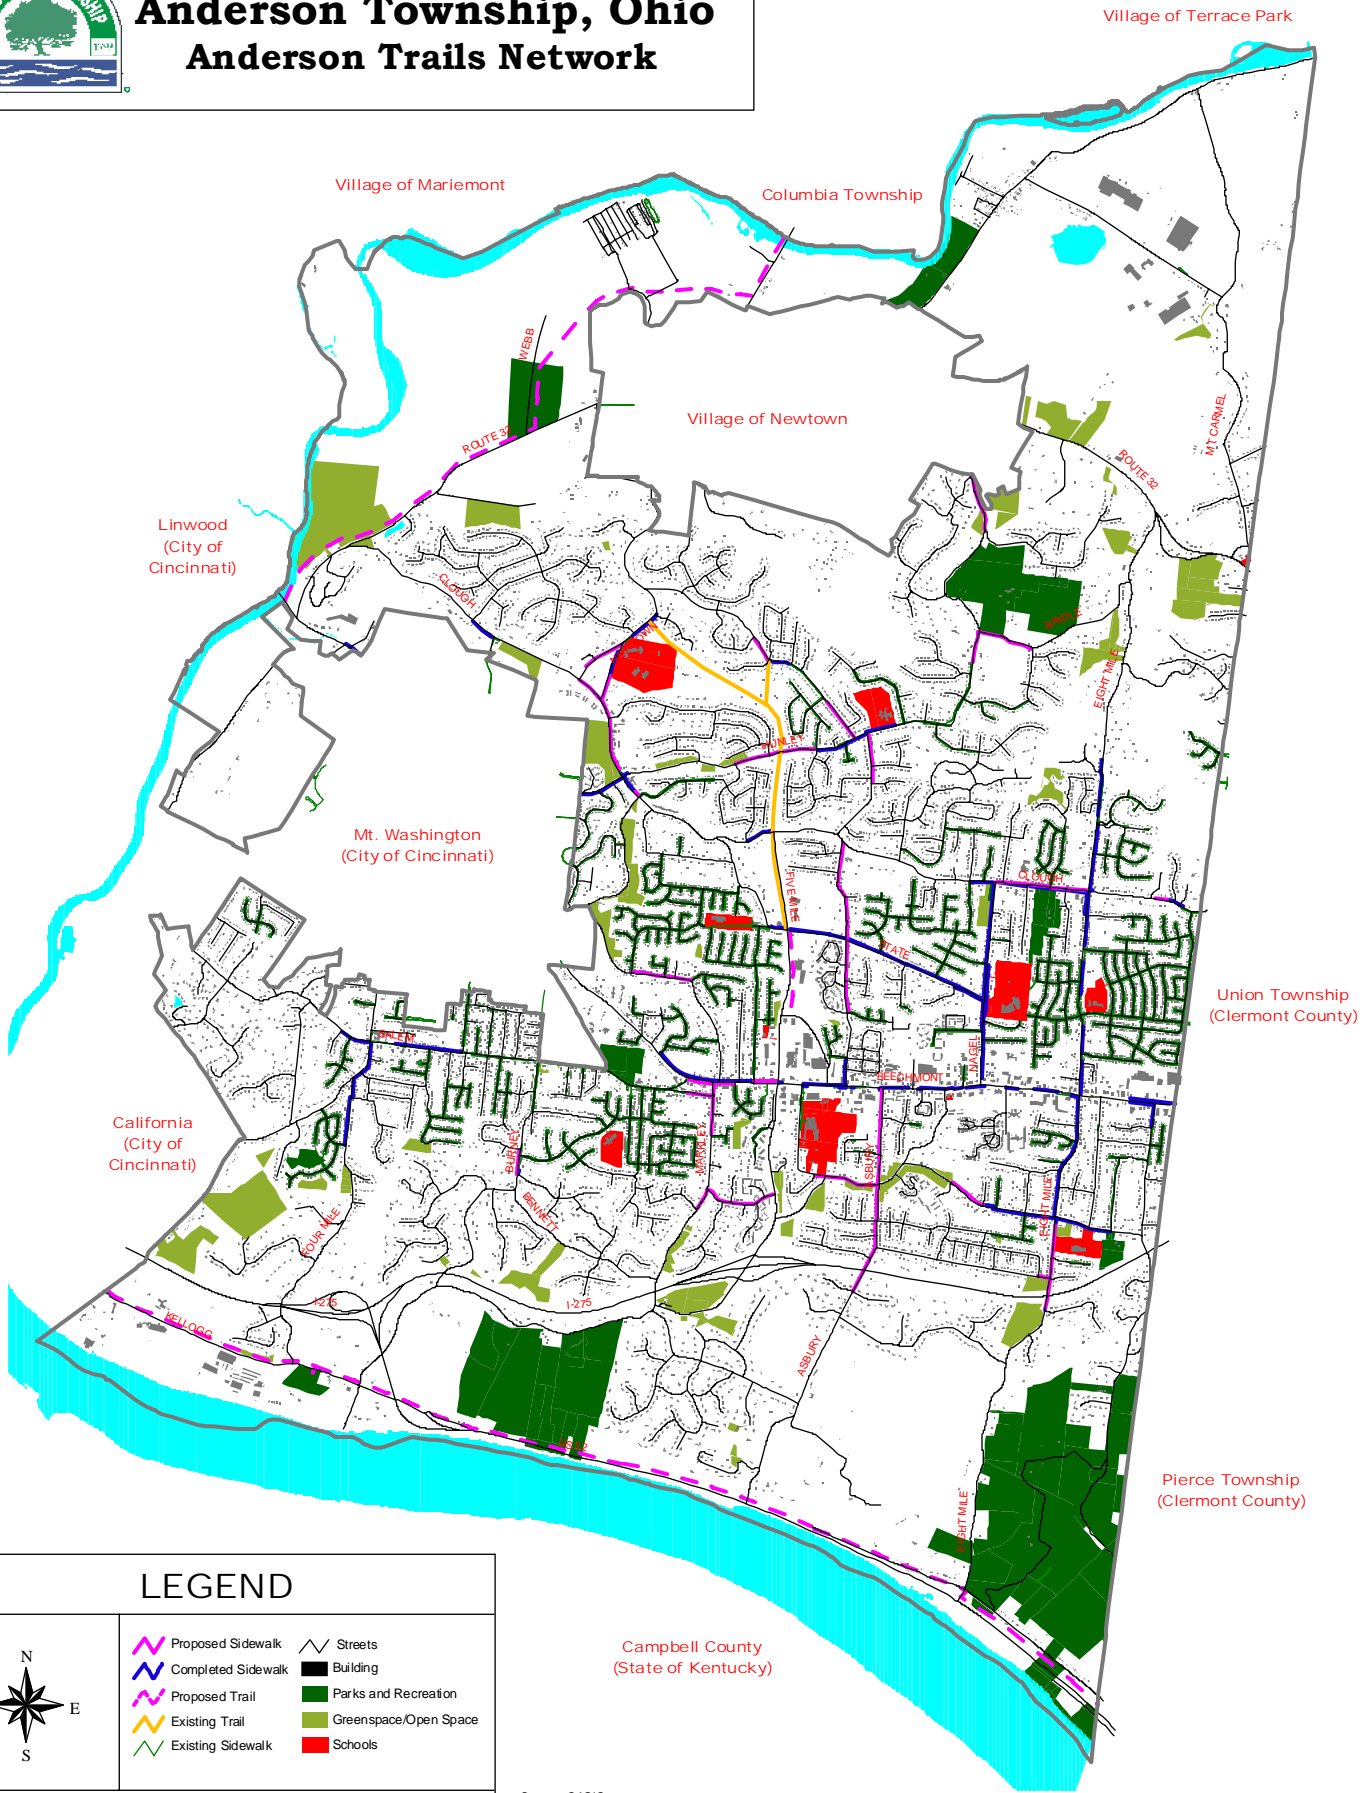 Anderson Township, Ohio
Anderson Trails Network
Village of Terrace Park
Village of Mariemont
Columbia Township
WEBB
Village of Newtown
ROUTE 32
MT CARMEL
ROUTE 32
Linwood
(City of
Cincinnati)
CLOUGH
BRIDLE
EIGHT MILE
Mt. Washington
(City of Cincinnati)
CLOUGH
FIVE MILE
STATE
Union Township
(Clermont County)
SALEM
NAGEL
BEECHMONT
California
(City of
Cincinnati)
BURNEY
MARKLEY
ASBURY
BENNETT
EIGHT MILE
FOUR MILE
I-275
I-275
KELLOGG
ASBURY
Pierce Township
(Clermont County)
EIGHT MILE
Campbell County
(State of Kentucky)
LEGEND
N
E
S
Proposed Sidewalk
Completed Sidewalk
Proposed Trail
Existing Trail
Existing Sidewalk
Streets
Building
Parks and Recreation
Greenspace/Open Space
Schools